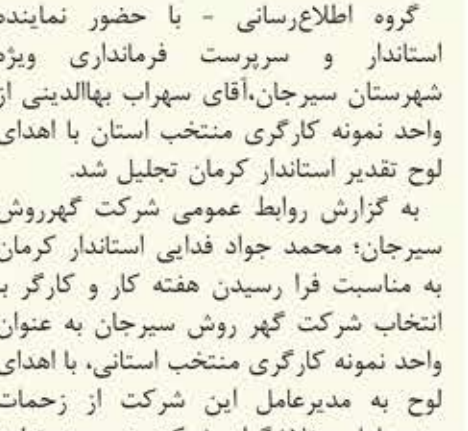 گروه اطلاع‌رسانی - با حضور نماینده
استاندار و سرپرست فرمانداری ویژه
شهرستان سیرجان،آقای سهراب بهاالدینی از
واحد نمونه کارگری منتخب استان با اهدای
لوح تقدیر استاندار کرمان تجلیل شد.
به گزارش روابط عمومی شرکت گهرروش
سیرجان؛ محمد جواد فدایی استاندار کرمان
به مناسبت فرا رسیدن هفته کار و کارگر با
انتخاب شرکت گهر روش سیرجان به عنوان
واحد نمونه کارگری منتخب استانی، با اهدای
لوح به مدیرعامل این شرکت از زحمات